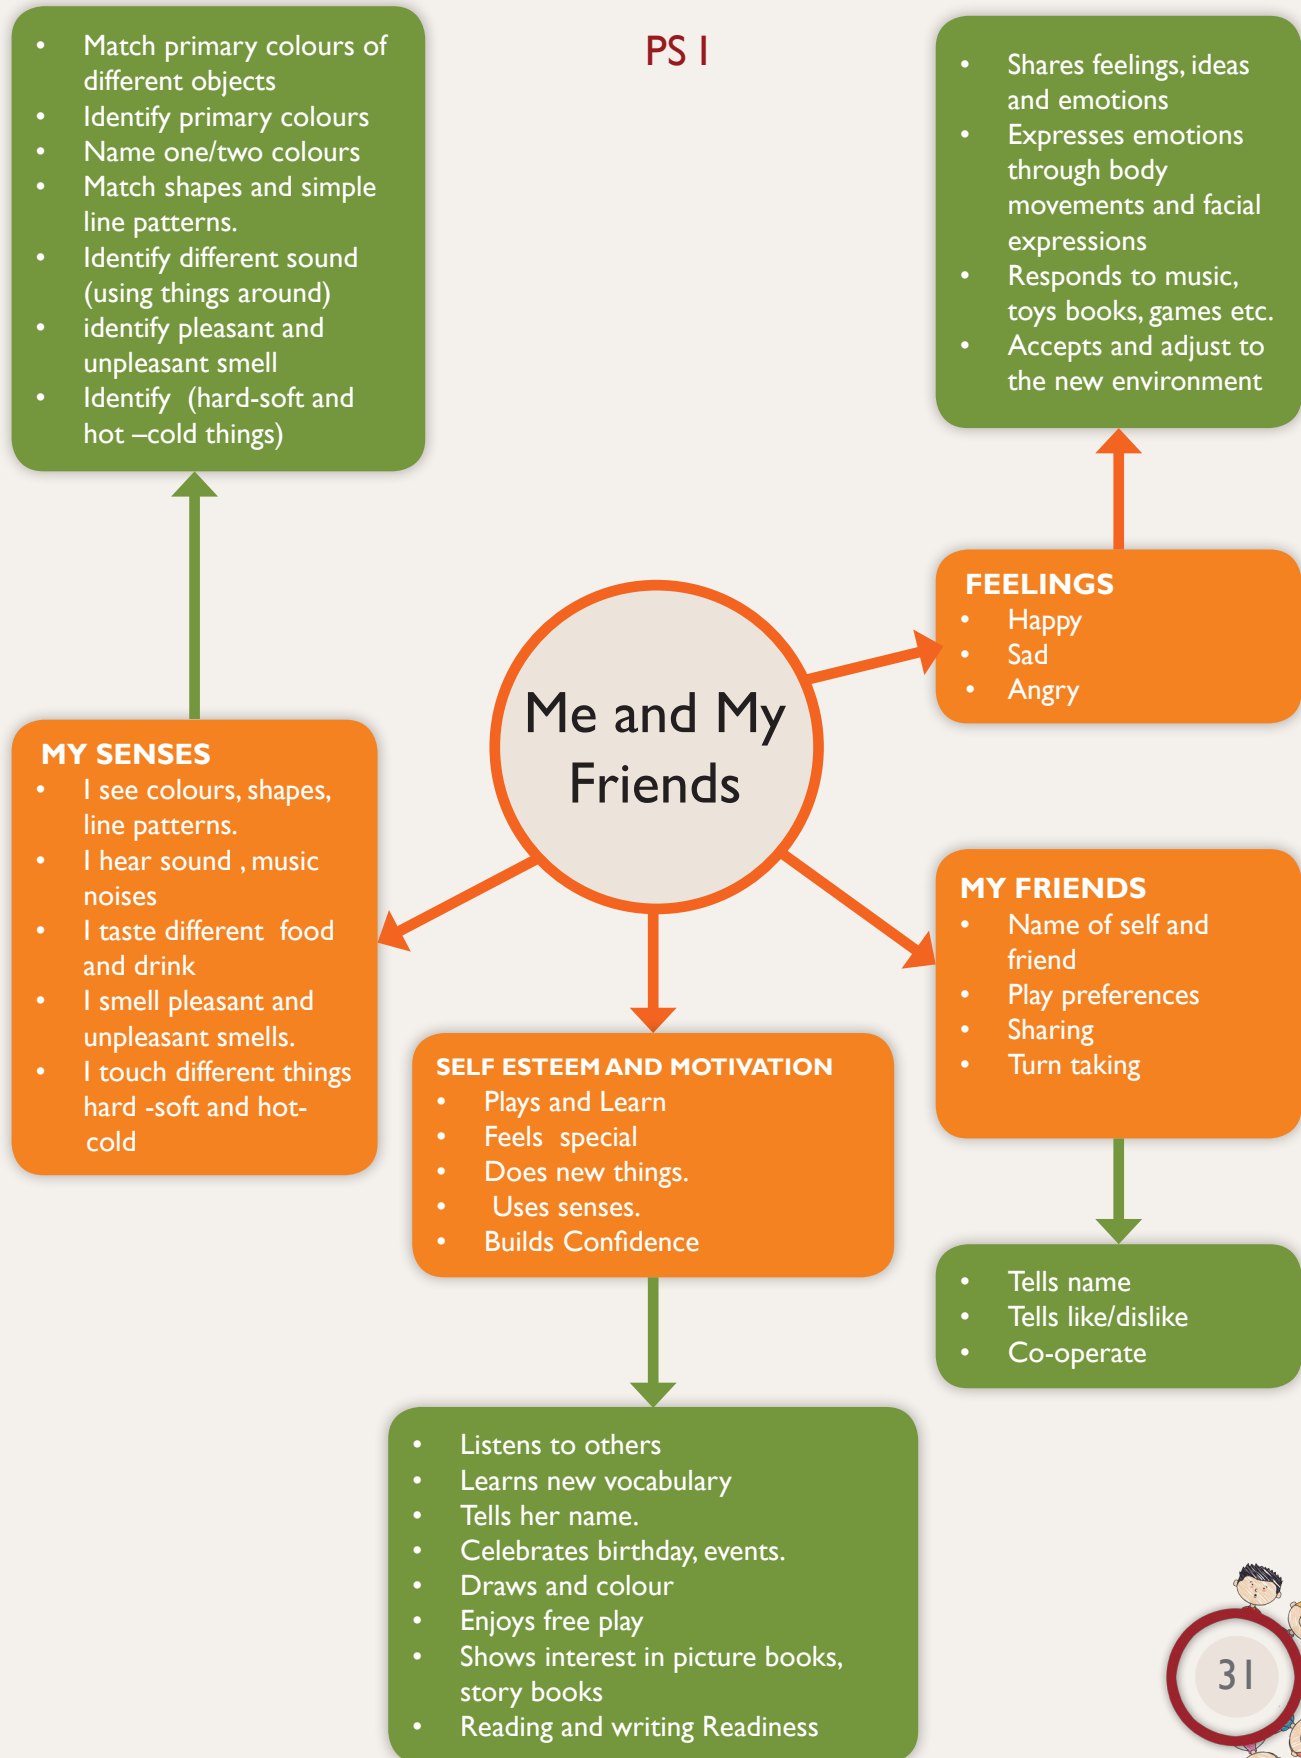 PS 1
• Match primary colours of
different objects
• Identify primary colours
• Name one/two colours
• Match shapes and simple
line patterns.
• Identify different sound
(using things around)
• identify pleasant and
unpleasant smell
• Identify (hard-soft and
hot –cold things)
• Shares feelings, ideas
and emotions
• Expresses emotions
through body
movements and facial
expressions
• Responds to music,
toys books, games etc.
• Accepts and adjust to
the new environment
FEELINGS
• Happy
• Sad
• Angry
Me and My
Friends
MY SENSES
• I see colours, shapes,
line patterns.
• I hear sound , music
noises
• I taste different food
and drink
• I smell pleasant and
unpleasant smells.
• I touch different things
hard -soft and hot-
cold
MY FRIENDS
• Name of self and
friend
• Play preferences
• Sharing
• Turn taking
SELF ESTEEM AND MOTIVATION
• Plays and Learn
• Feels special
• Does new things.
• Uses senses.
• Builds Confidence
• Tells name
• Tells like/dislike
• Co-operate
• Listens to others
• Learns new vocabulary
• Tells her name.
• Celebrates birthday, events.
• Draws and colour
• Enjoys free play
• Shows interest in picture books,
story books
• Reading and writing Readiness
31